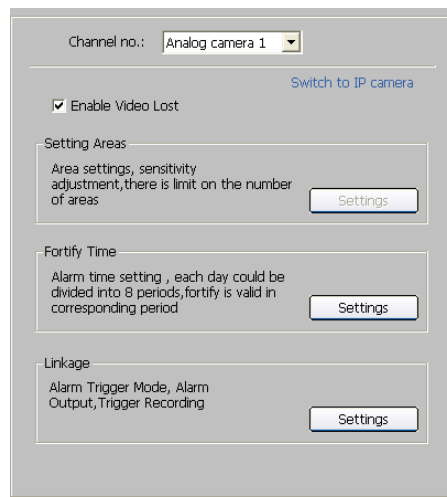 Channel no.: Analog camera 1
Switch to IP camera
Enable Video Lost
Setting Areas
Area settings, sensitivity
adjustment,there is limit on the number
of areas
Settings
Fortify Time
Alarm time setting , each day could be
divided into 8 periods,fortify is valid in
corresponding period
Settings
Linkage
Alarm Trigger Mode, Alarm
Output,Trigger Recording
Settings